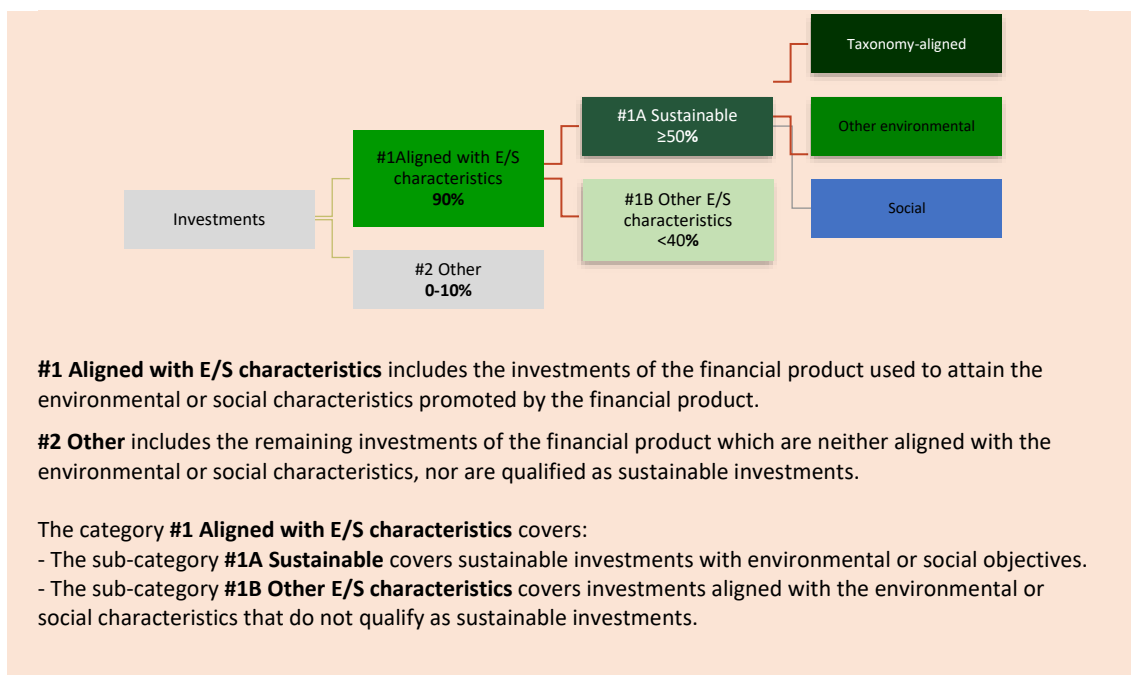 Taxonomy-aligned
#1A Sustainable
≥50%
Other environmental
#1Aligned with E/S
characteristics
90%
#1B Other E/S
characteristics
<40%
Investments
Social
#2 Other
0-10%
#1 Aligned with E/S characteristics includes the investments of the financial product used to attain the
environmental or social characteristics promoted by the financial product.
#2 Other includes the remaining investments of the financial product which are neither aligned with the
environmental or social characteristics, nor are qualified as sustainable investments.
The category #1 Aligned with E/S characteristics covers:
- The sub-category #1A Sustainable covers sustainable investments with environmental or social objectives.
- The sub-category #1B Other E/S characteristics covers investments aligned with the environmental or
social characteristics that do not qualify as sustainable investments.